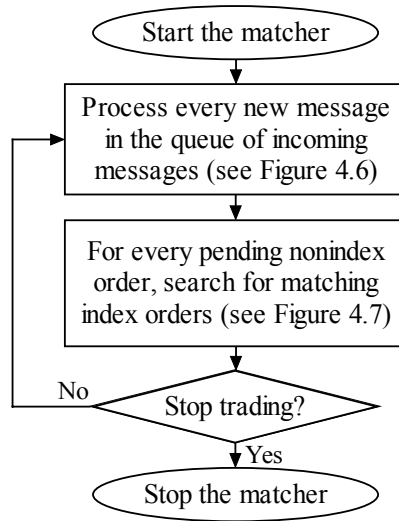 Start the matcher
Process every new message
in the queue of incoming
messages (see Figure 4.6)
For every pending nonindex
order, search for matching
index orders (see Figure 4.7)
No
Stop trading?
Yes
Stop the matcher